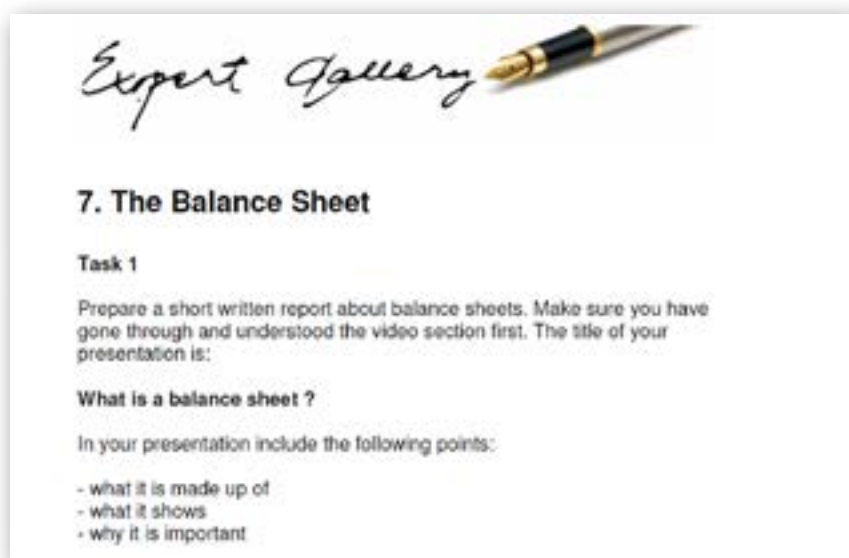 Expert Gallery
7. The Balance Sheet
Task 1
Prepare a short written report about balance sheets. Make sure you have
gone through and understood the video section first. The title of your
presentation is:
What is a balance sheet ?
In your presentation include the following points:
- what it is made up of
- what it shows
- why it is important